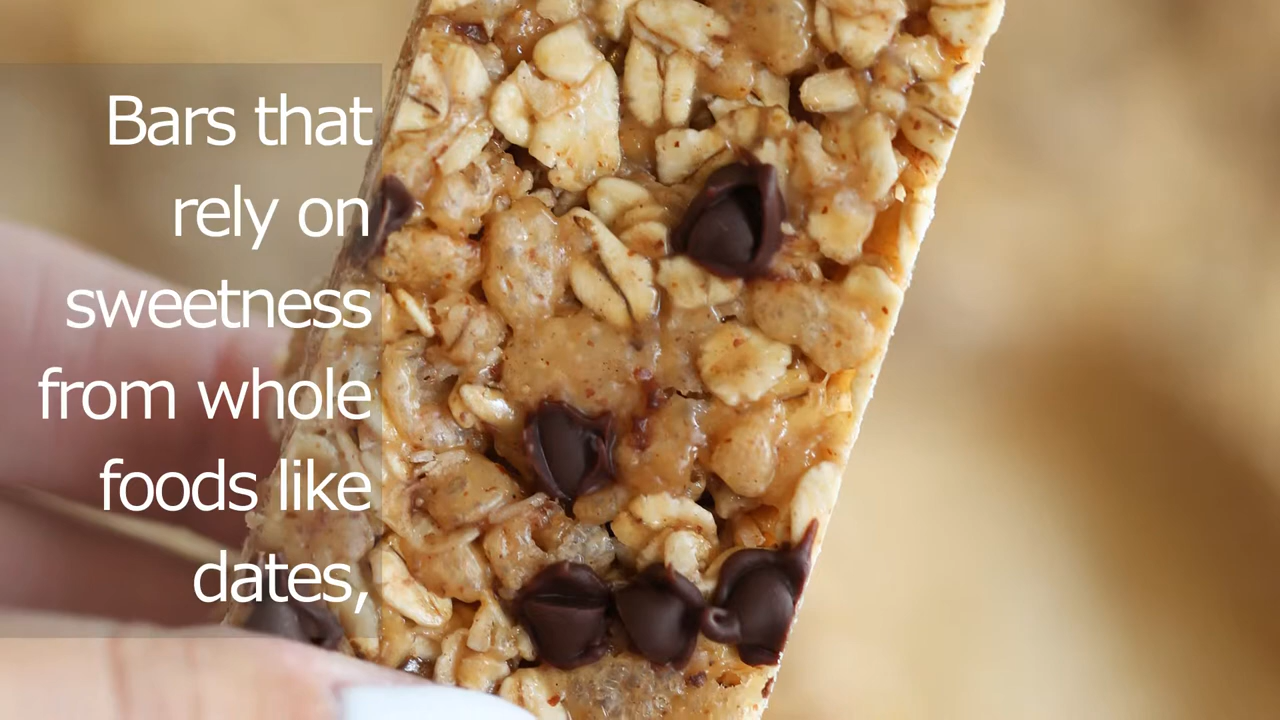 Bars that
rely on
sweetness
from whole
foods like
dates,